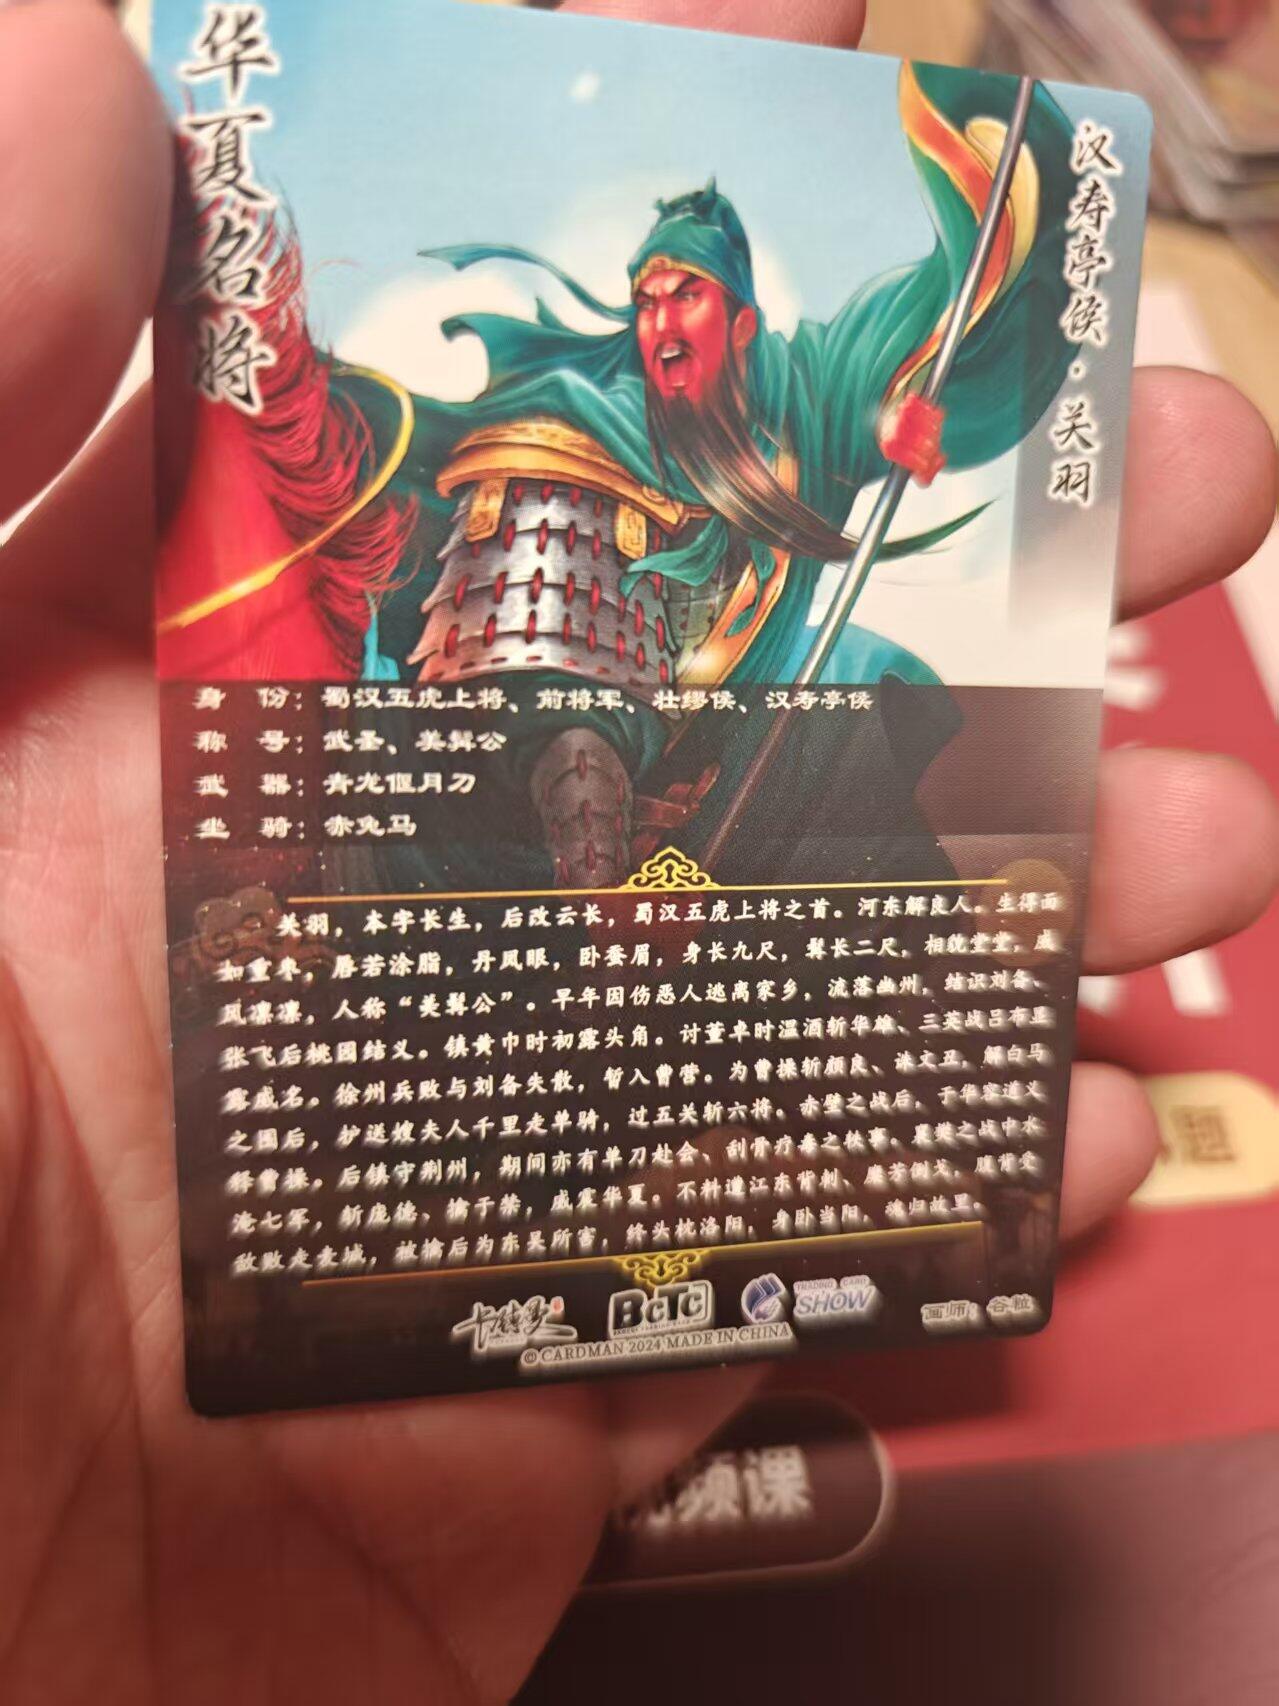 华夏名将
汉寿亭侯·关羽
身 份：蜀汉五虎上将、前将军、壮缪侯、汉寿亭侯
称 号：武圣、美髯公
武 器：青龙偃月刀
坐 骑：赤兔马
关羽，本字长生，后改云长，蜀汉五虎上将之首。河东解良人。生得面
如重枣，唇若涂脂，丹凤眼，卧蚕眉，身长九尺，髯长二尺，相貌堂堂，威
风凛凛，人称“美髯公”。早年因伤恶人逃离家乡，流落幽州，结识刘备、
张飞后桃园结义。镇黄巾时初露头角。讨董卓时温酒斩华雄、三英战吕布显
露威名。徐州兵败与刘备失散，暂入曹营。为曹操斩颜良、诛文丑，解白马
之围后，护送嫂夫人千里走单骑，过五关斩六将。赤壁之战后，于华容道义
释曹操。后镇守荆州，期间亦有单刀赴会、刮骨疗毒之轶事。襄樊之战中水
淹七军，斩庞德、擒于禁，威震华夏。不料遭江东背刺、糜芳倒戈，腹背受
敌败走麦城，被擒后为东吴所害，终头枕洛阳，身卧当阳，魂归故里。
卡特曼
BCTC
TRADING CARD
SHOW
画师：谷粒
© CARDMAN 2024 MADE IN CHINA
题
频课